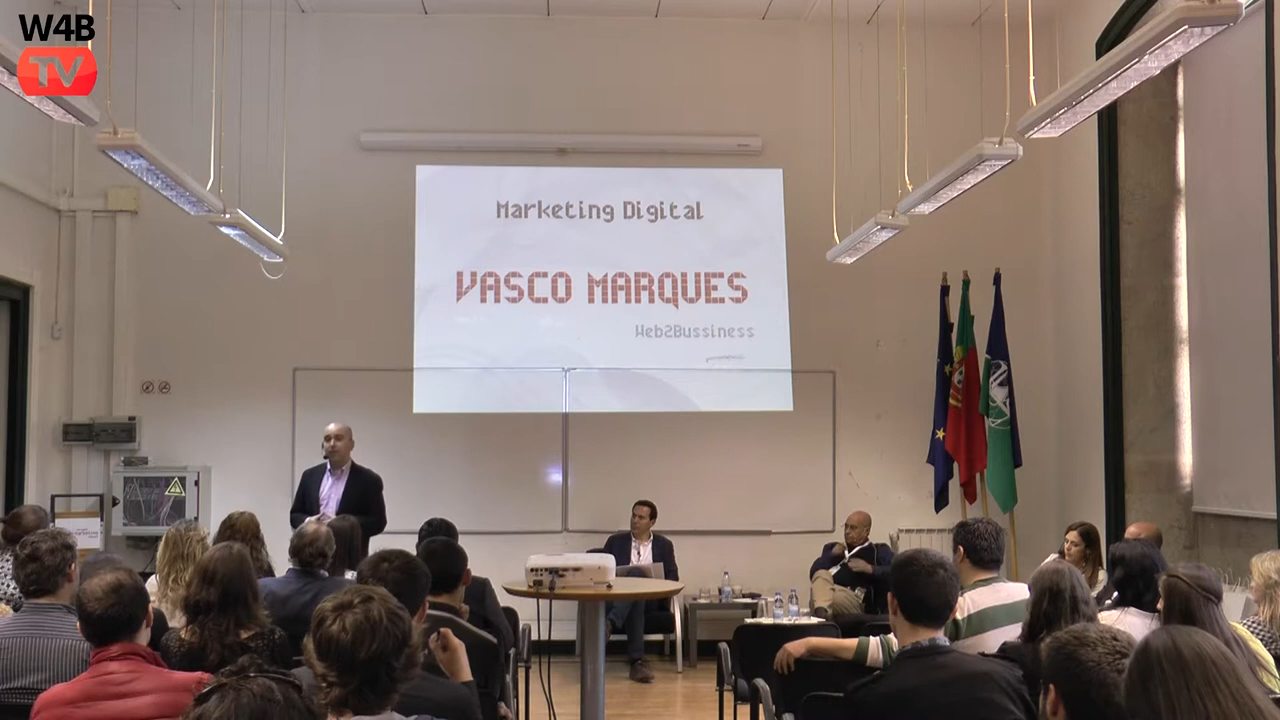 W4B
TV
Marketing Digital
VASCO MARQUES
Web2Bussiness